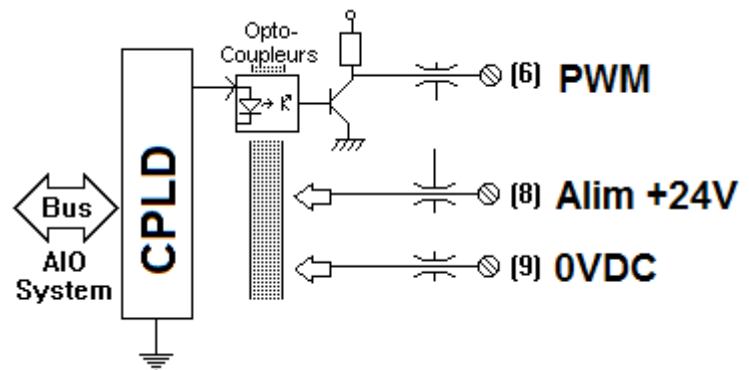 Opto-
Coupleurs
(6) PWM
CPLD
Bus
AIO
System
(8) Alim +24V
(9) 0VDC